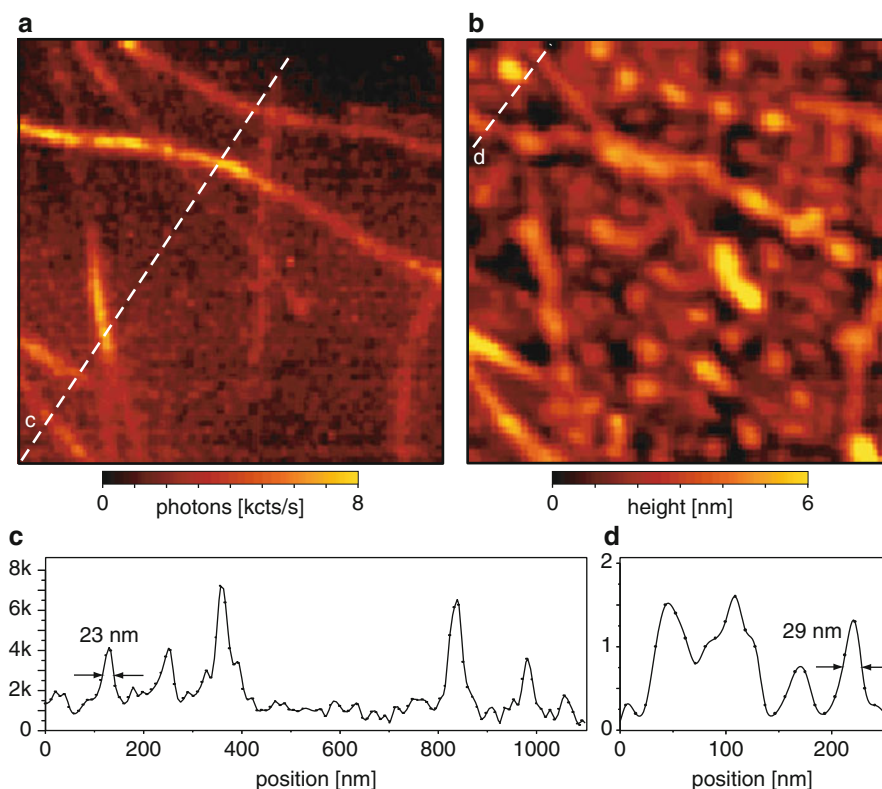 a
b
c
d
0
8
photons [kcts/s]
0
6
height [nm]
c
8k
6k
4k
2k
0
23 nm
0
200
400
600
800
1000
position [nm]
d
2
1
0
29 nm
0
100
200
position [nm]